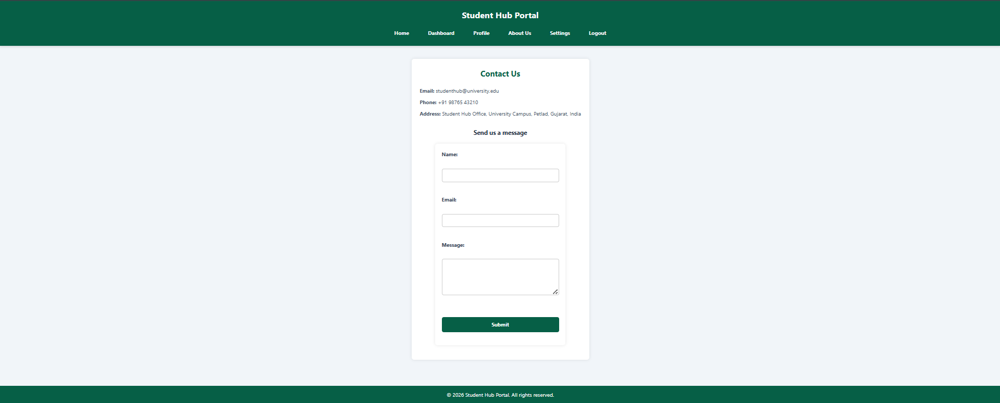 Student Hub Portal
Home Dashboard Profile About Us Settings Logout
Contact Us
Email: studenthub@university.edu
Phone: +91 98765 43210
Address: Student Hub Office, University Campus, Petlad, Gujarat, India
Send us a message
Name:
Email:
Message:
Submit
© 2026 Student Hub Portal. All rights reserved.